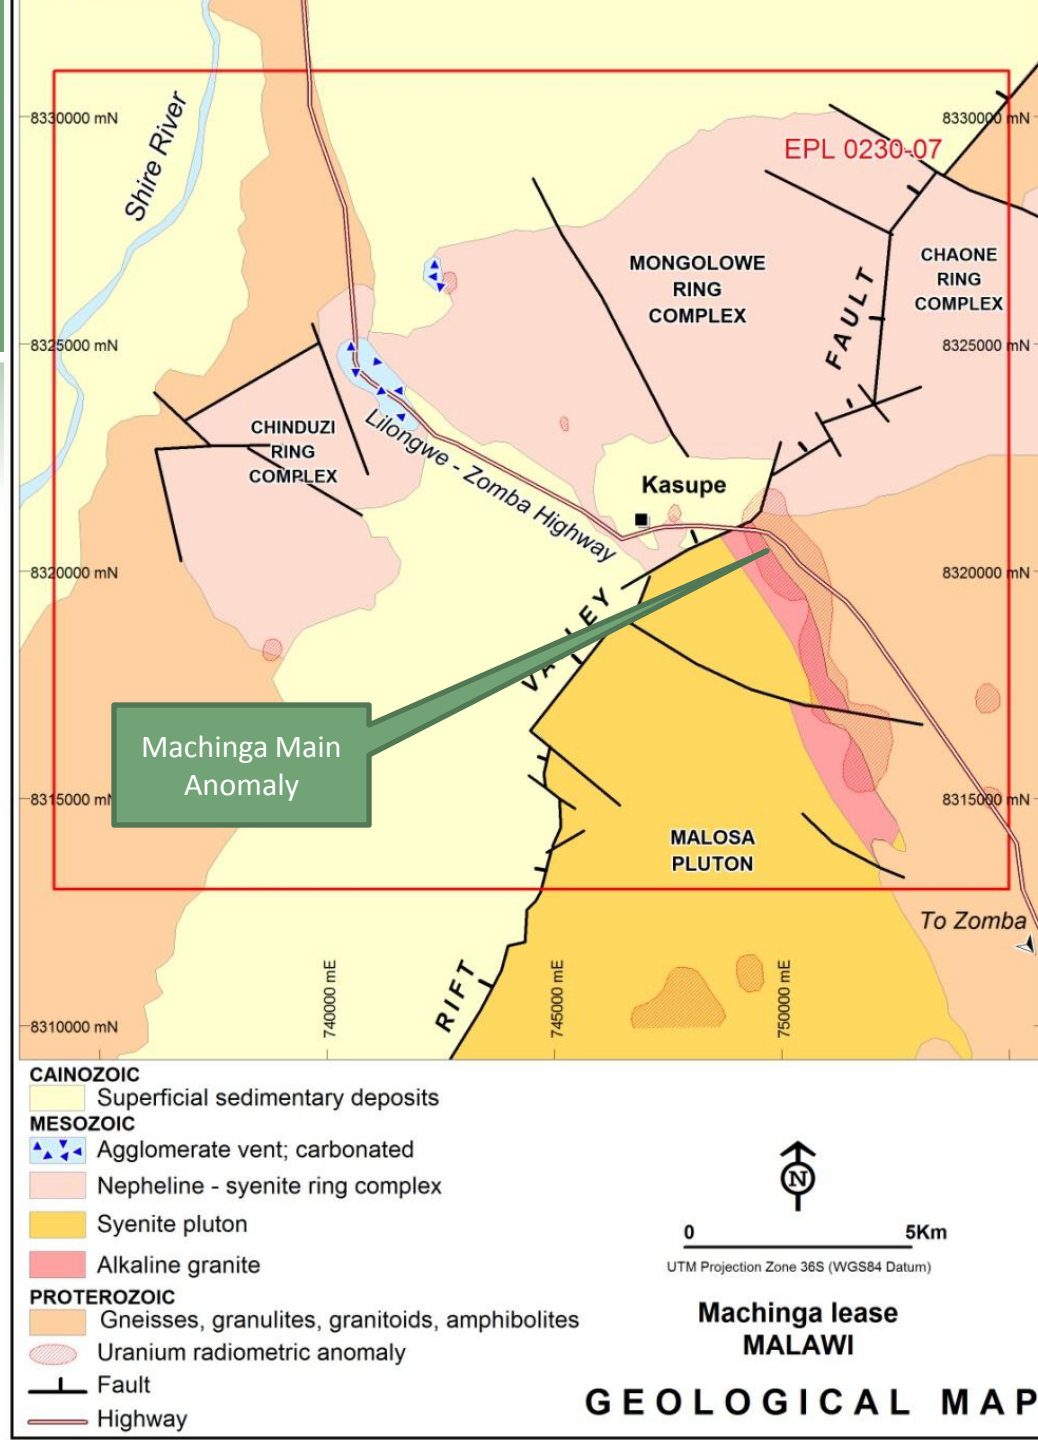 8330000 mN
8330000 mN
Shire River
EPL 0230-07
MONGOLOWE
RING
COMPLEX
CHAONE
RING
COMPLEX
8325000 mN
8325000 mN
FAULT
CHINDUZI
RING
COMPLEX
Lilongwe - Zomba Highway
Kasupe
8320000 mN
8320000 mN
VALLEY
Machinga Main
Anomaly
8315000 mN
8315000 mN
MALOSA
PLUTON
To Zomba
RIFT
740000 mE
745000 mE
750000 mE
8310000 mN
CAINOZOIC
Superficial sedimentary deposits
MESOZOIC
Agglomerate vent; carbonated
Nepheline - syenite ring complex
Syenite pluton
Alkaline granite
PROTEROZOIC
Gneisses, granulites, granitoids, amphibolites
Uranium radiometric anomaly
Fault
Highway
N
0 5Km
UTM Projection Zone 36S (WGS84 Datum)
Machinga lease
MALAWI
GEOLOGICAL MAP